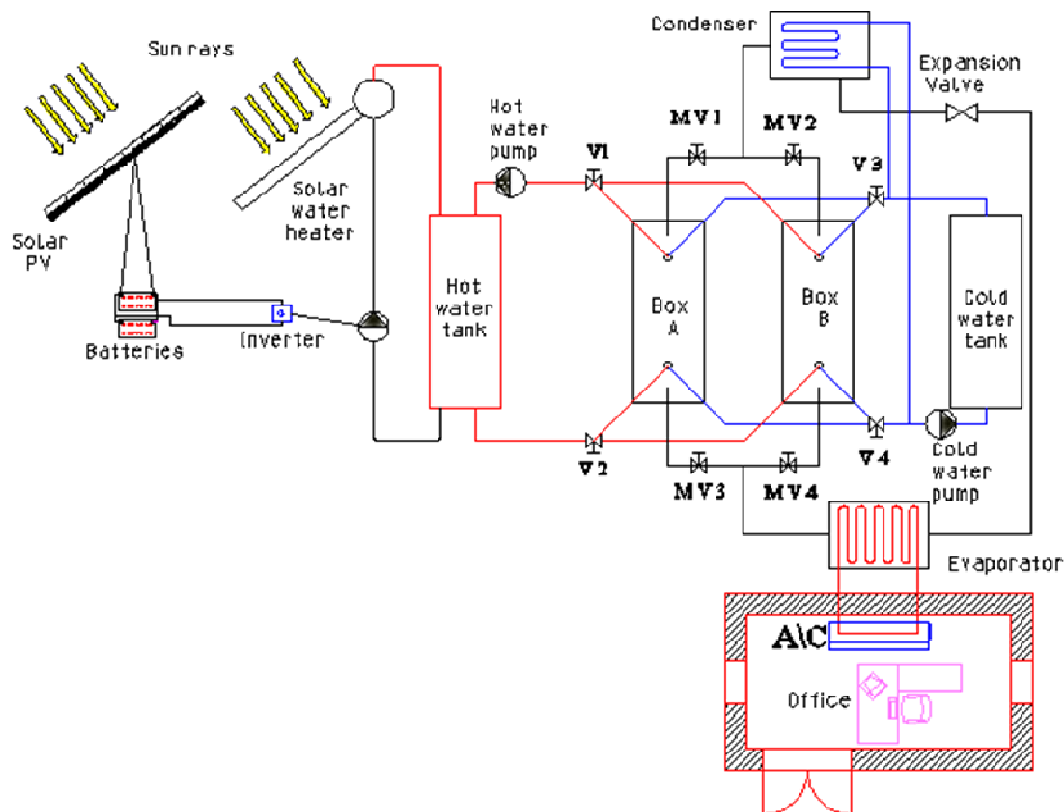 Condenser
Sun rays
Expansion
Valve
Hot
water
pump
MV1
MV2
V1
V3
Solar
water
heater
Solar
PV
Hot
water
tank
Box
A
Box
B
Cold
water
tank
Inverter
Batteries
V2
V4
Cold
water
pump
MV3
MV4
Evaporator
A\C
Office